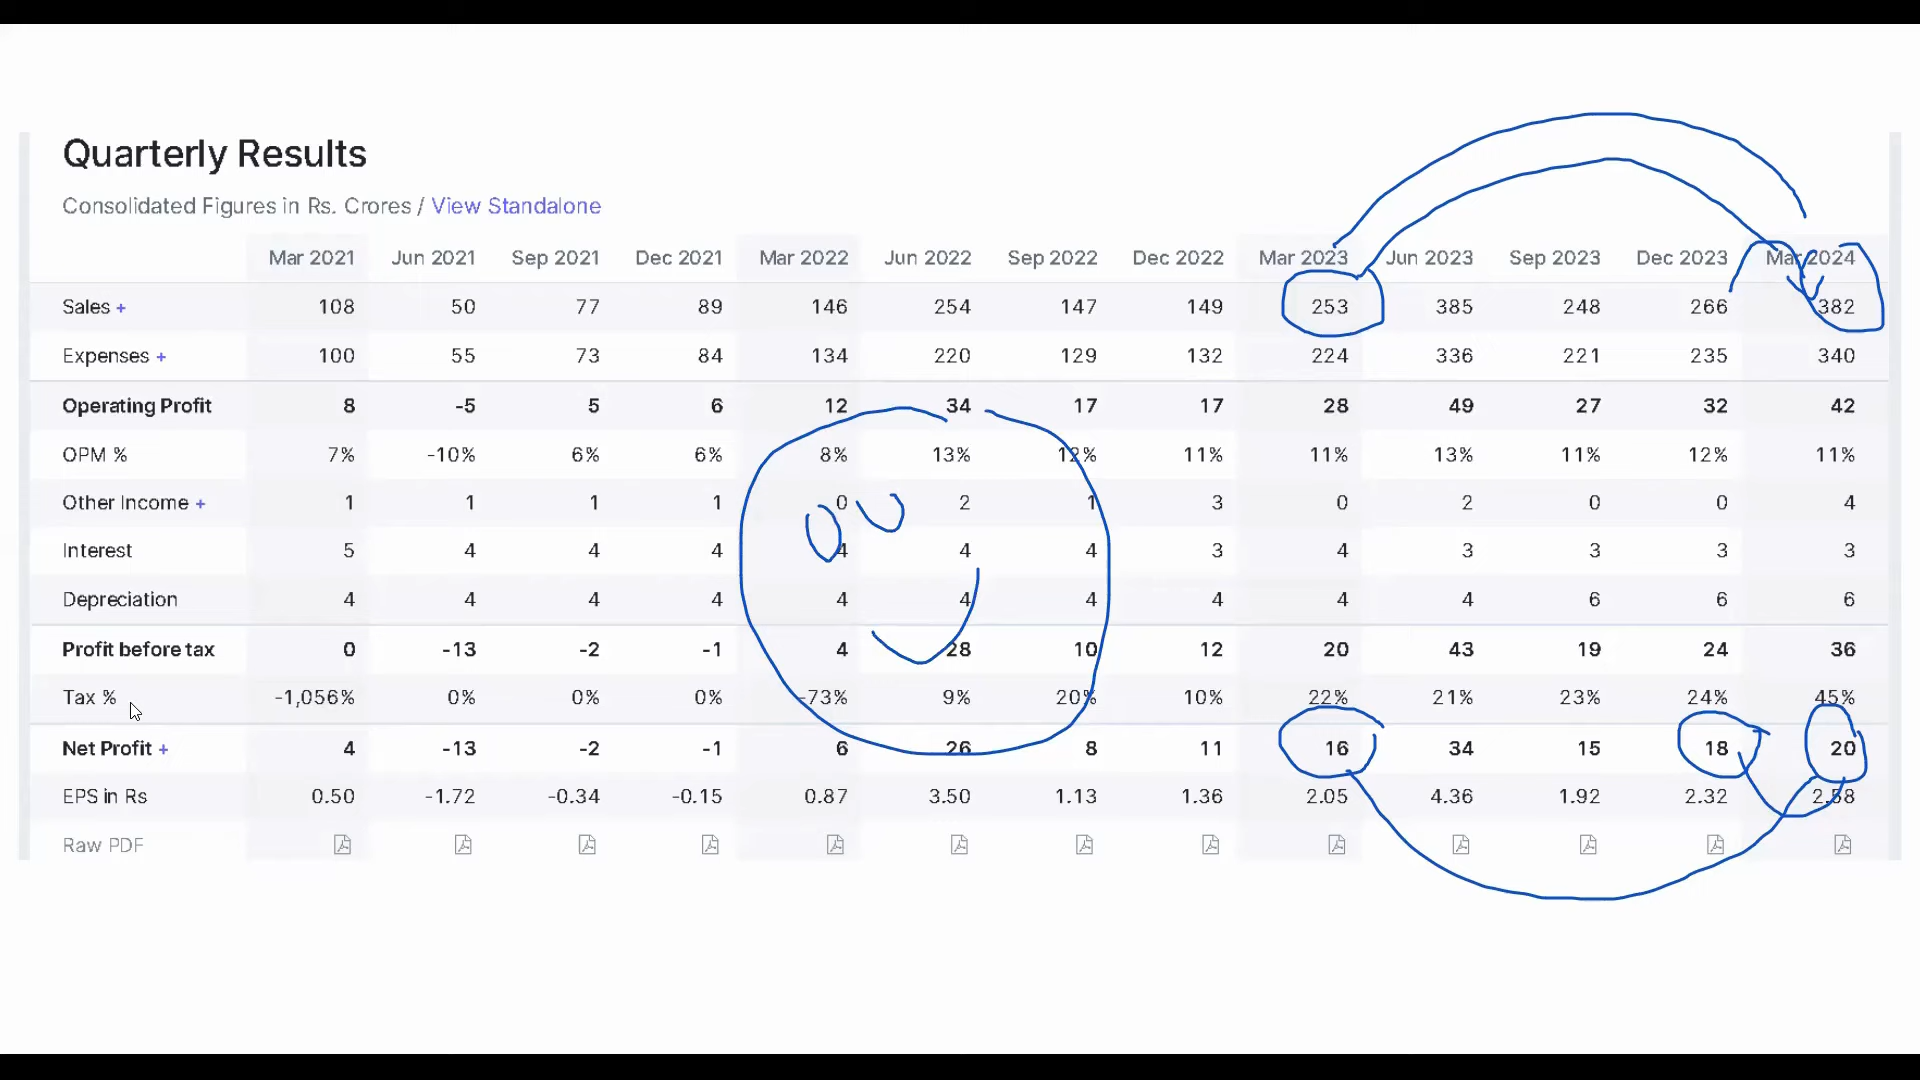 Quarterly Results
Consolidated Figures in Rs. Crores / View Standalone
Mar 2021 Jun 2021 Sep 2021 Dec 2021 Mar 2022 Jun 2022 Sep 2022 Dec 2022 Mar 2023 Jun 2023 Sep 2023 Dec 2023 Mar 2024
Sales + 108 50 77 89 146 254 147 149 253 385 248 266 382
Expenses + 100 55 73 84 134 220 129 132 224 336 221 235 340
Operating Profit 8 -5 5 6 12 34 17 17 28 49 27 32 42
OPM % 7% -10% 6% 6% 8% 13% 12% 11% 11% 13% 11% 12% 11%
Other Income + 1 1 1 1 0 2 1 3 0 2 0 0 4
Interest 5 4 4 4 4 4 4 3 4 3 3 3 3
Depreciation 4 4 4 4 4 4 4 4 4 4 6 6 6
Profit before tax 0 -13 -2 -1 4 28 10 12 20 43 19 24 36
Tax % -1,056% 0% 0% 0% -73% 9% 20% 10% 22% 21% 23% 24% 45%
Net Profit + 4 -13 -2 -1 6 26 8 11 16 34 15 18 20
EPS in Rs 0.50 -1.72 -0.34 -0.15 0.87 3.50 1.13 1.36 2.05 4.36 1.92 2.32 2.58
Raw PDF